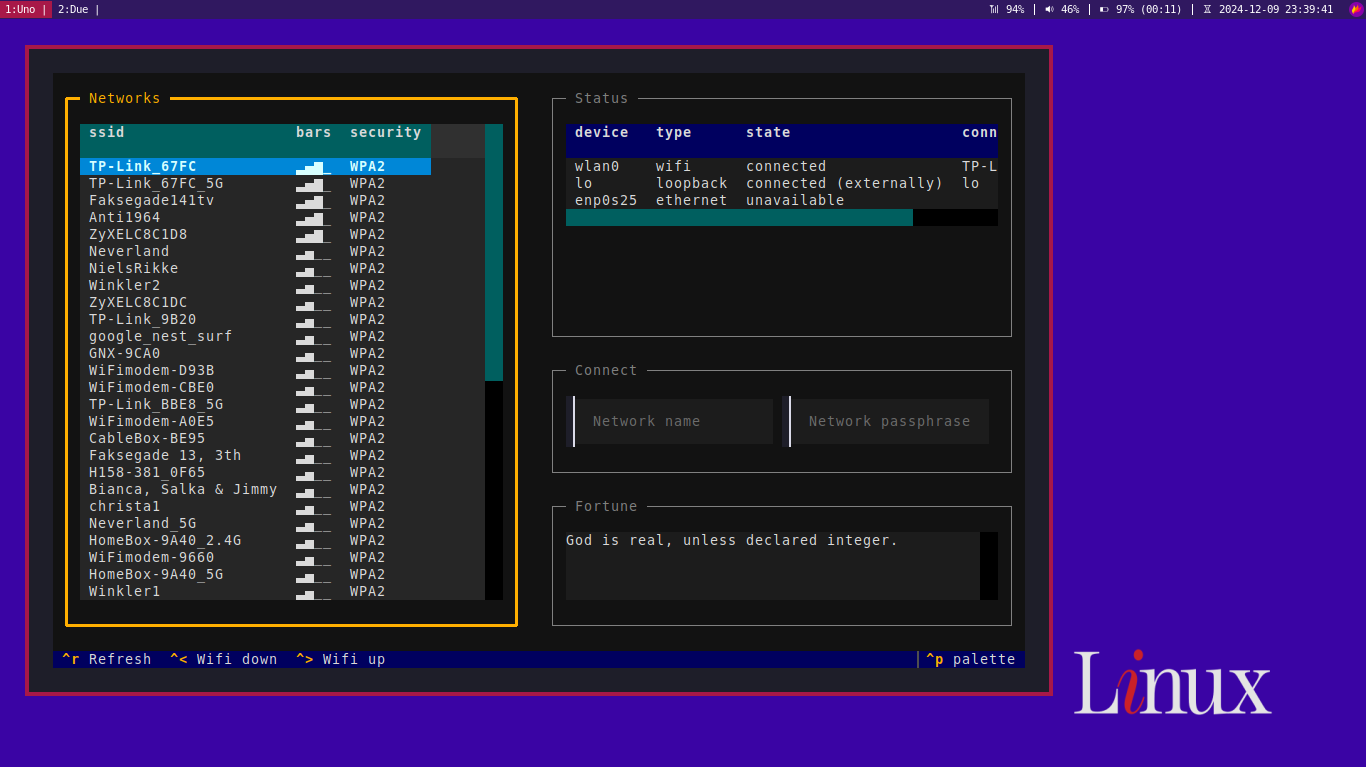 1:Uno | 2:Due | 94% | 46% | 97% (00:11) | 2024-12-09 23:39:41
Networks
ssid bars security
TP-Link_67FC WPA2
TP-Link_67FC_5G WPA2
Faksegade141tv WPA2
Anti1964 WPA2
ZyXELC8C1D8 WPA2
Neverland WPA2
NielsRikke WPA2
Winkler2 WPA2
ZyXELC8C1DC WPA2
TP-Link_9B20 WPA2
google_nest_surf WPA2
GNX-9CA0 WPA2
WiFimodem-D93B WPA2
WiFimodem-CBE0 WPA2
TP-Link_BBE8_5G WPA2
WiFimodem-A0E5 WPA2
CableBox-BE95 WPA2
Faksegade 13, 3th WPA2
H158-381_0F65 WPA2
Bianca, Salka & Jimmy WPA2
christa1 WPA2
Neverland_5G WPA2
HomeBox-9A40_2.4G WPA2
WiFimodem-9660 WPA2
HomeBox-9A40_5G WPA2
Winkler1 WPA2
Status
device type state conn
wlan0 wifi connected TP-L
lo loopback connected (externally) lo
enp0s25 ethernet unavailable
Connect
Network name Network passphrase
Fortune
God is real, unless declared integer.
^r Refresh ^< Wifi down ^> Wifi up ^p palette
Linux